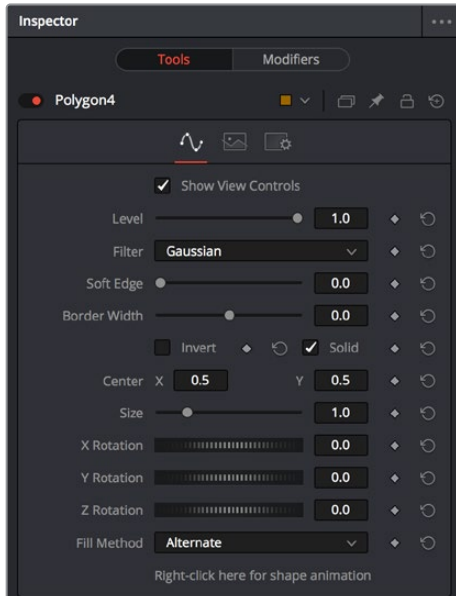 Inspector
Tools Modifiers
Polygon4
Show View Controls
Level 1.0
Filter Gaussian
Soft Edge 0.0
Border Width 0.0
Invert Solid
Center X 0.5 Y 0.5
Size 1.0
X Rotation 0.0
Y Rotation 0.0
Z Rotation 0.0
Fill Method Alternate
Right-click here for shape animation